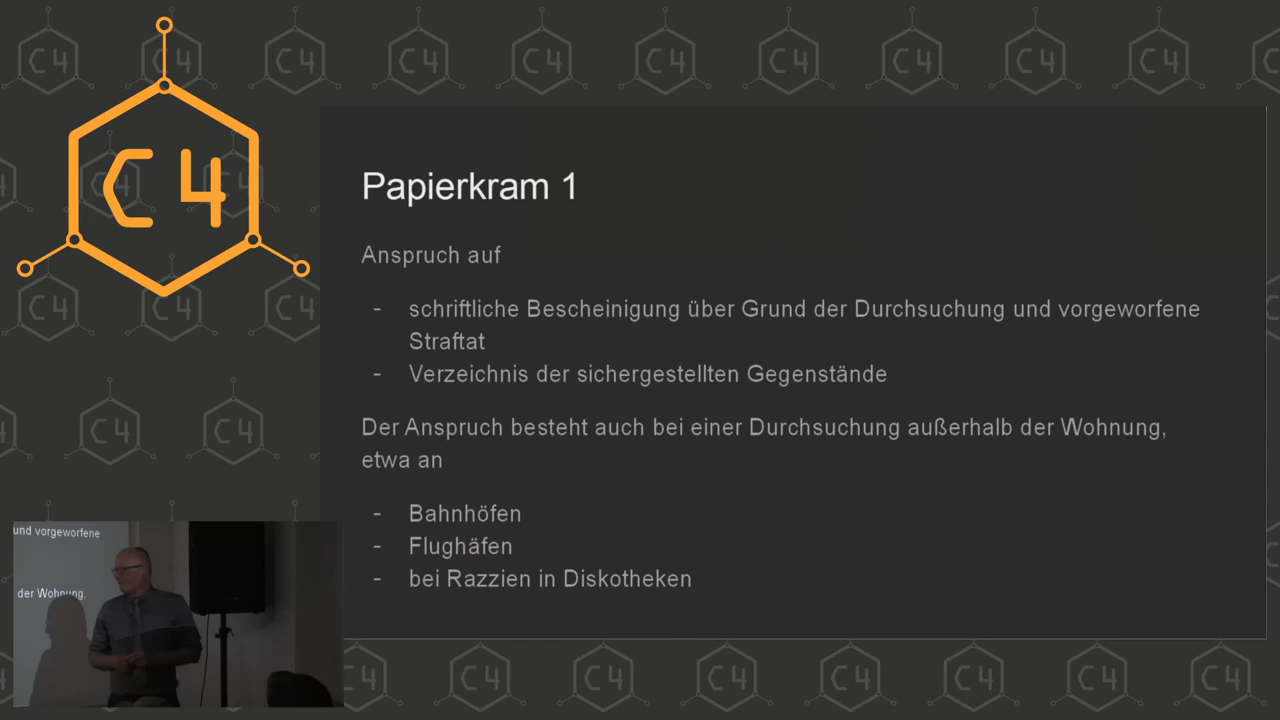 C4
Papierkram 1
Anspruch auf
- schriftliche Bescheinigung über Grund der Durchsuchung und vorgeworfene
Straftat
- Verzeichnis der sichergestellten Gegenstände
Der Anspruch besteht auch bei einer Durchsuchung außerhalb der Wohnung,
etwa an
- Bahnhöfen
- Flughäfen
- bei Razzien in Diskotheken
und vorgeworfene
der Wohnung,